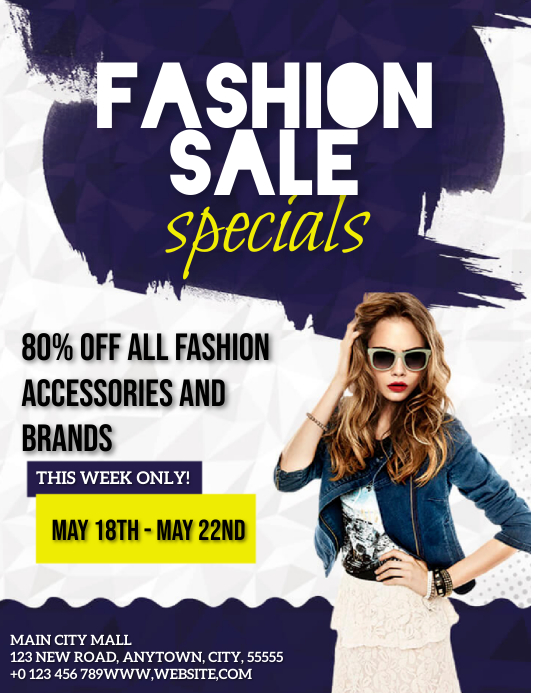 FASHION
SALE
specials
80% OFF ALL FASHION
ACCESSORIES AND
BRANDS
THIS WEEK ONLY!
MAY 18TH - MAY 22ND
MAIN CITY MALL
123 NEW ROAD, ANYTOWN, CITY, 55555
+0 123 456 789WWW,WEBSITE,COM